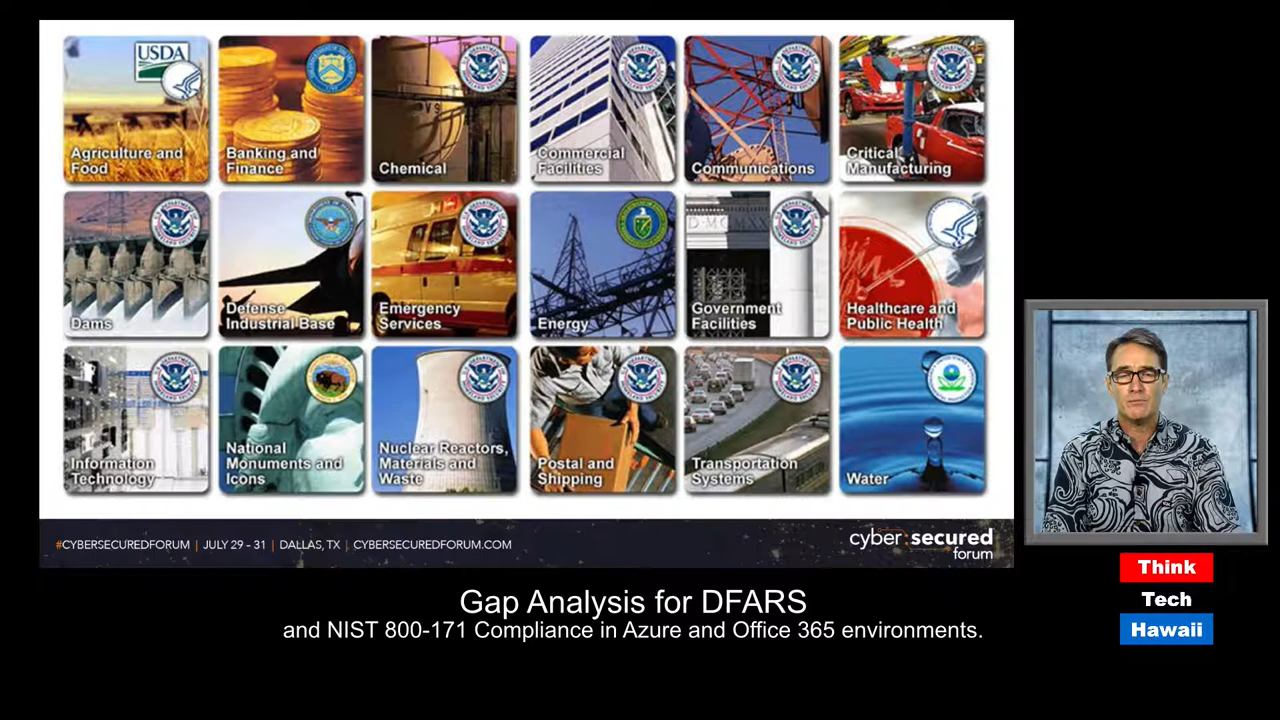 USDA
Agriculture and
Food
Banking and
Finance
Chemical
Commercial
Facilities
Communications
Critical
Manufacturing
Dams
Defense
Industrial Base
Emergency
Services
Energy
Government
Facilities
Healthcare and
Public Health
Information
Technology
National
Monuments and
Icons
Nuclear Reactors,
Materials and
Waste
Postal and
Shipping
Transportation
Systems
Water
#CYBERSECUREDFORUM | JULY 29 - 31 | DALLAS, TX | CYBERSECUREDFORUM.COM
cyber:secured
forum
Think
Tech
Hawaii
Gap Analysis for DFARS
and NIST 800-171 Compliance in Azure and Office 365 environments.